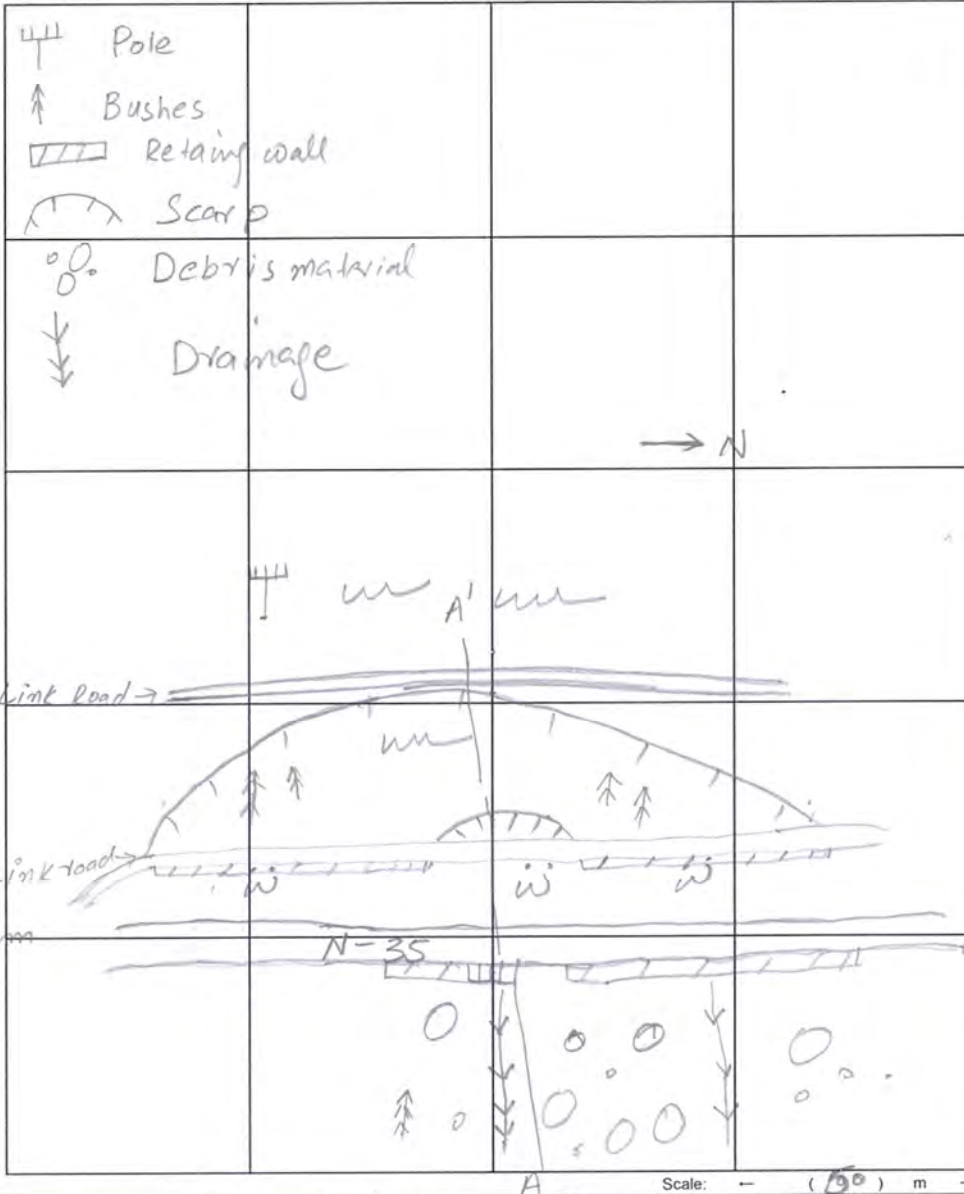 Pole
Bushes
Retaing wall
Scarp
Debris material
Drainage
→ N
A'
Link Road →
Link road →
m
N-35
A
Scale: ← ( ) m